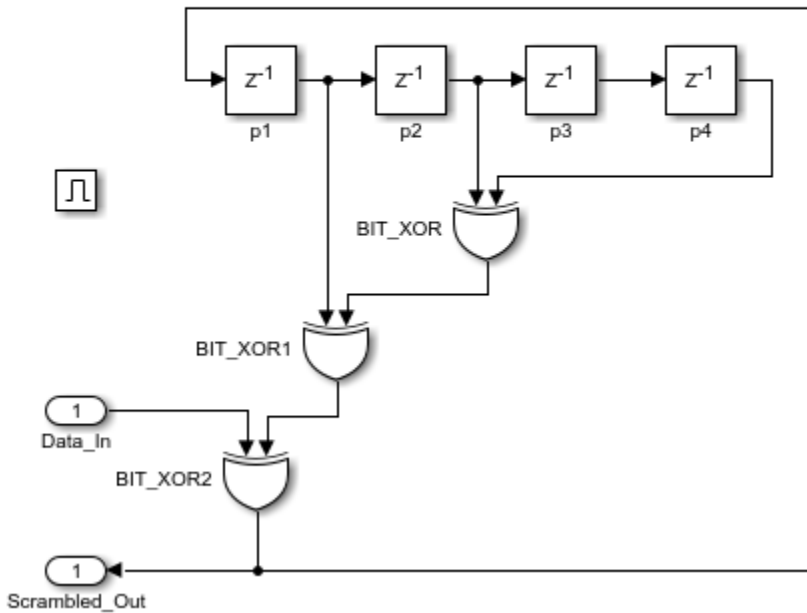 Z-1
Z-1
Z-1
Z-1
p1
p2
p3
p4
BIT_XOR
BIT_XOR1
1
Data_In
BIT_XOR2
1
Scrambled_Out